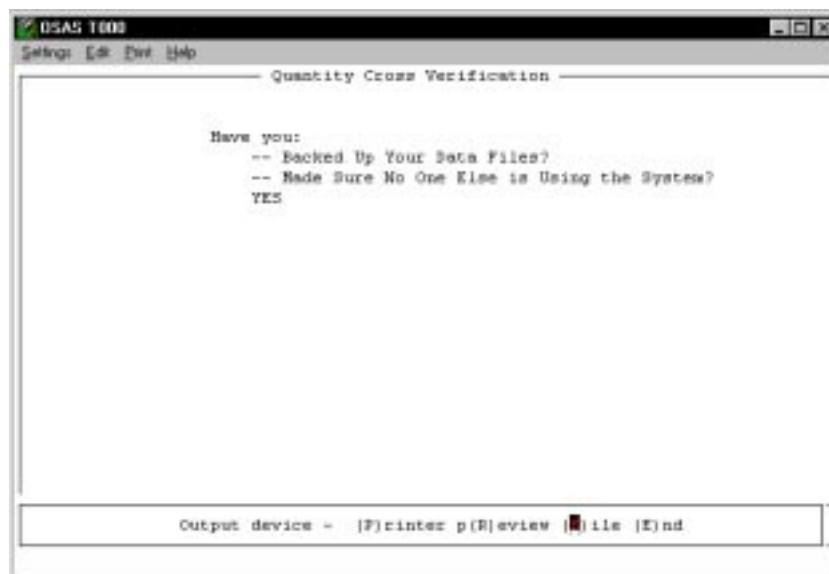 OSAS T000
Settings Edit Print Help
Quantity Cross Verification
Have you:
-- Backed Up Your Data Files?
-- Made Sure No One Else is Using the System?
YES
Output device - (P)rinter p(R)eview ( )ile (E)nd